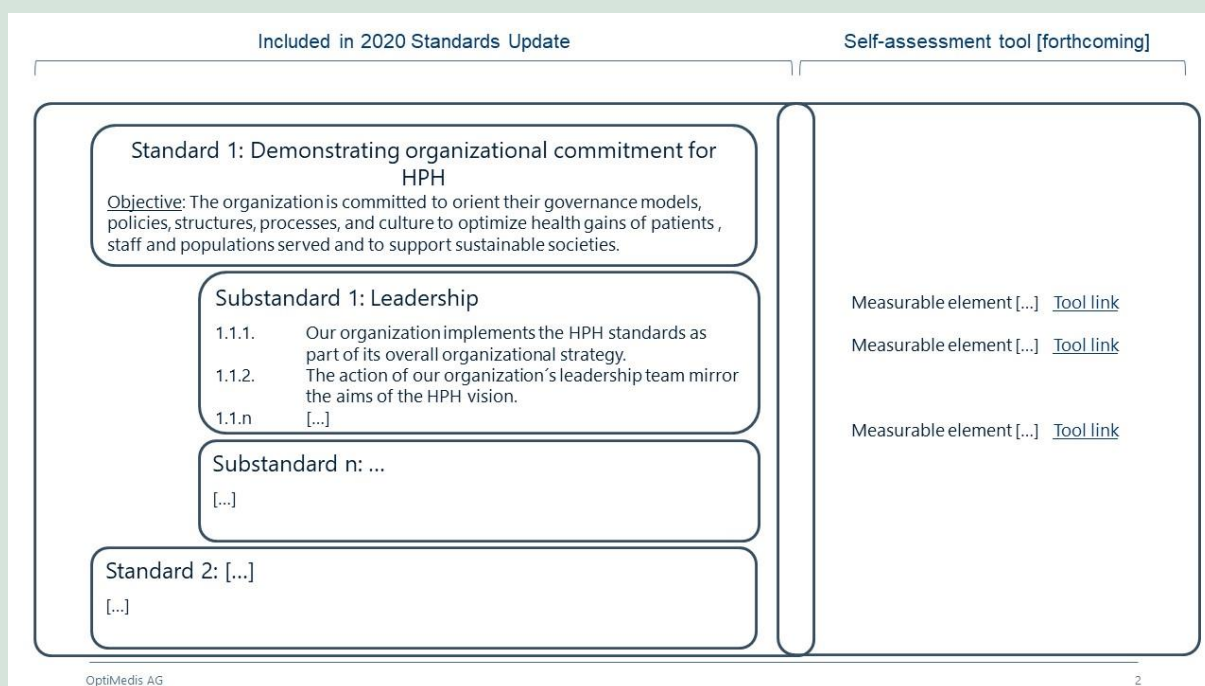 Included in 2020 Standards Update
Self-assessment tool [forthcoming]
Standard 1: Demonstrating organizational commitment for
HPH
Objective: The organization is committed to orient their governance models,
policies, structures, processes, and culture to optimize health gains of patients ,
staff and populations served and to support sustainable societies.
Substandard 1: Leadership
1.1.1. Our organization implements the HPH standards as
part of its overall organizational strategy.
1.1.2. The action of our organization´s leadership team mirror
the aims of the HPH vision.
1.1.n [...]
Substandard n: ...
[...]
Standard 2: [...]
[...]
Measurable element [...] Tool link
Measurable element [...] Tool link
Measurable element [...] Tool link
OptiMedis AG
2